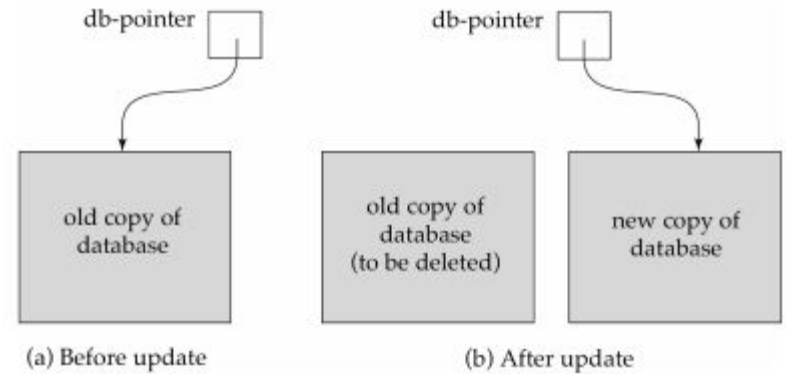 db-pointer
db-pointer
old copy of
database
old copy of
database
(to be deleted)
new copy of
database
(a) Before update
(b) After update